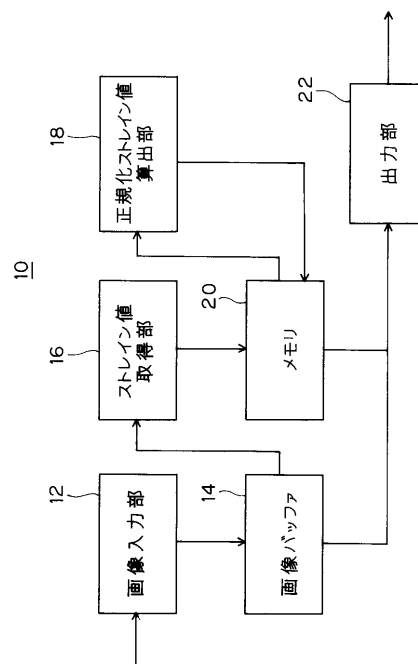 10
12
画像入力部
16
ストレイン値
取得部
18
正規化ストレイン値
算出部
14
画像バッファ
20
メモリ
22
出力部